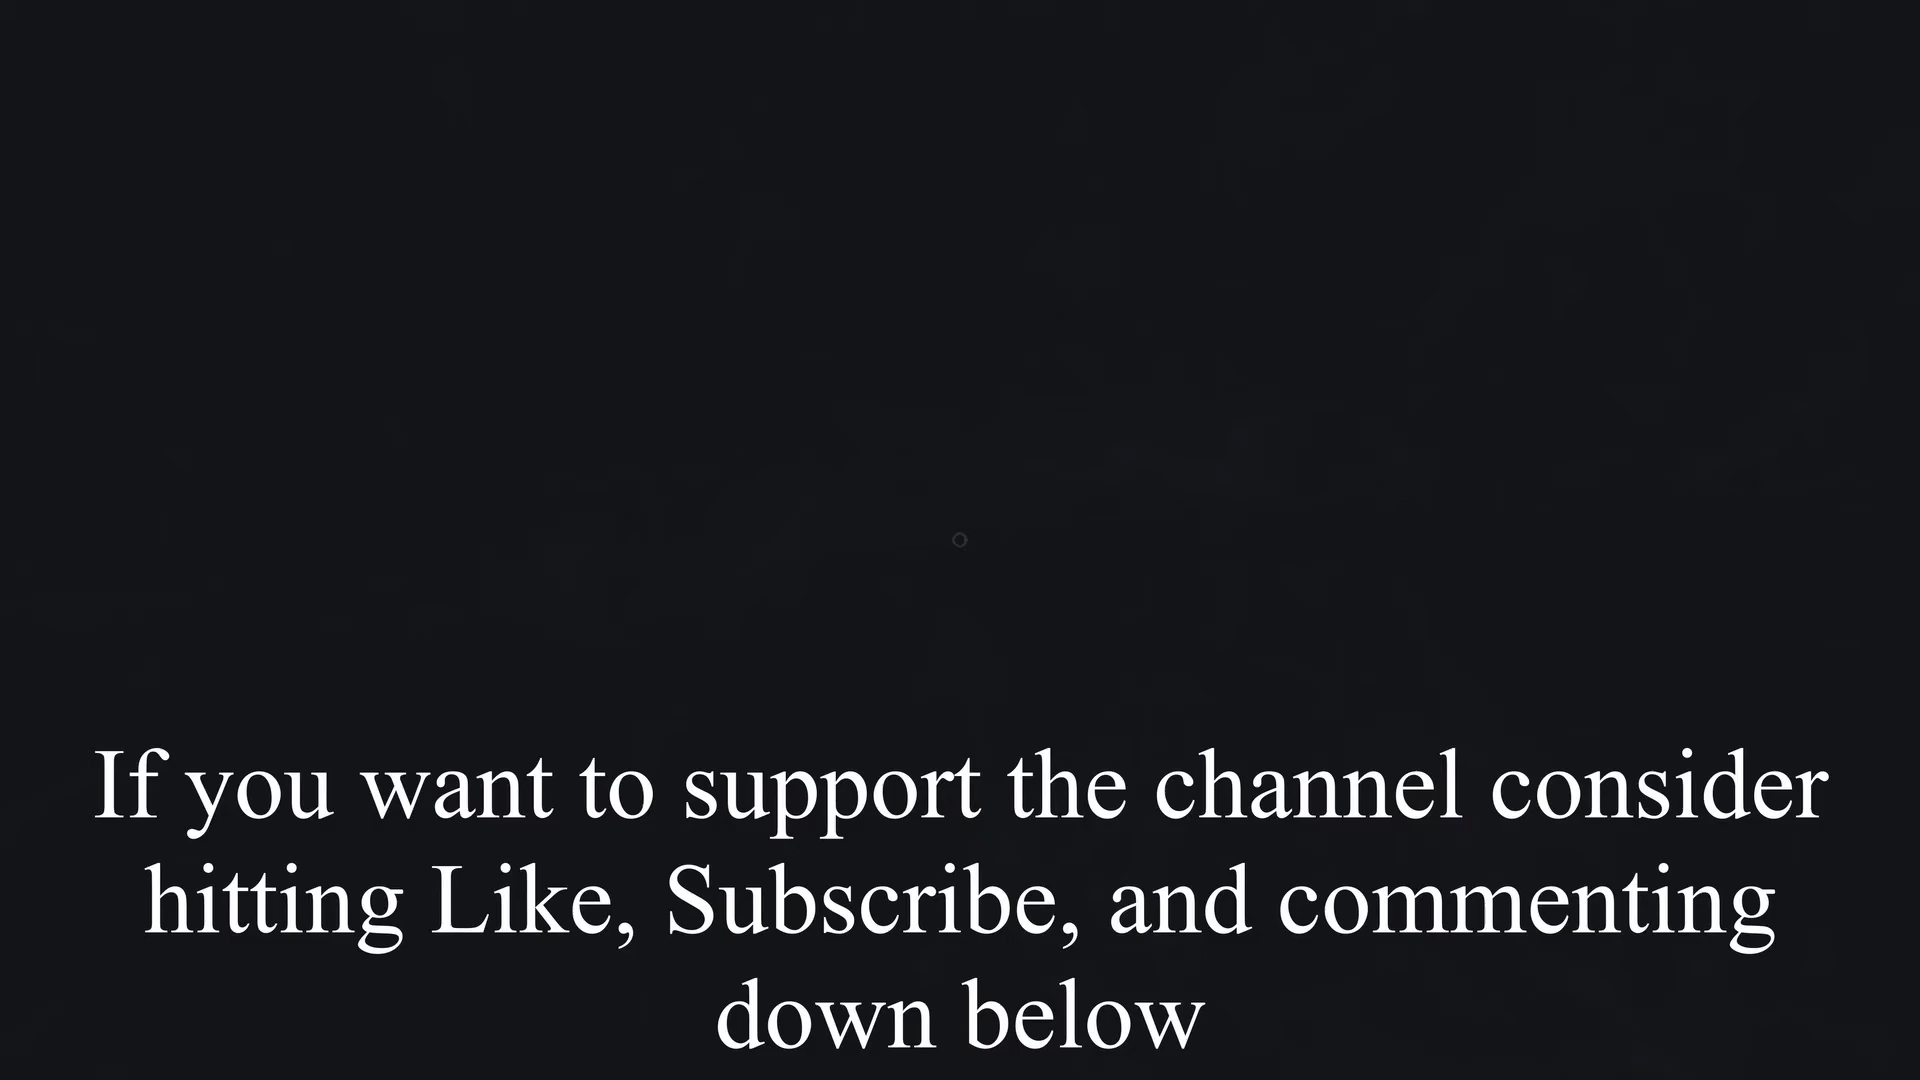 If you want to support the channel consider
hitting Like, Subscribe, and commenting
down below